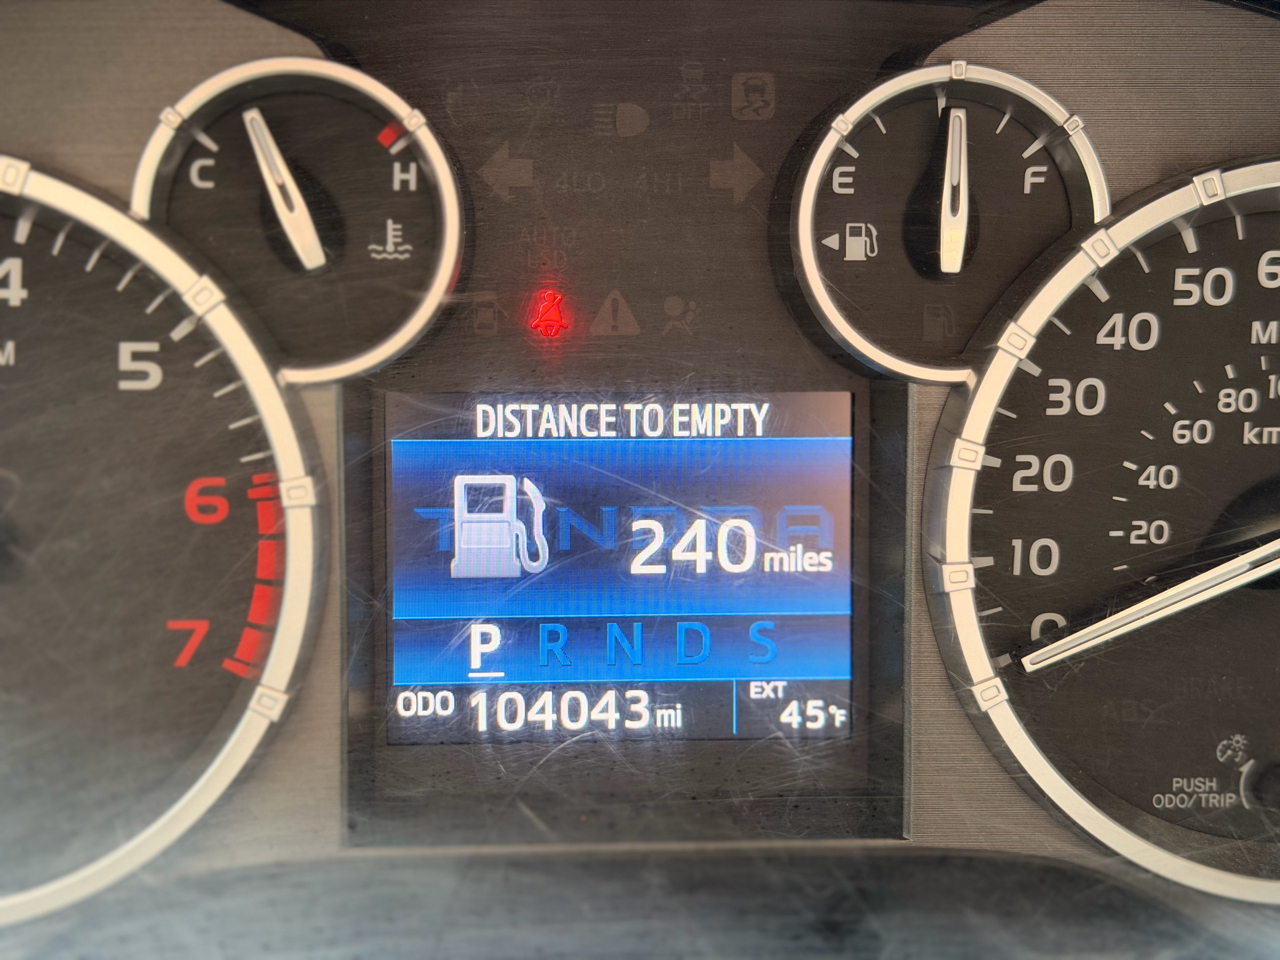 C
H
4LO 4HI
AUTO
LSD
E
F
4
5
6
7
DISTANCE TO EMPTY
TUNDRA
240 miles
P R N D S
ODO 104043 mi
EXT
45°F
50
40
30
20
10
0
80
60
40
20
PUSH
ODO/TRIP